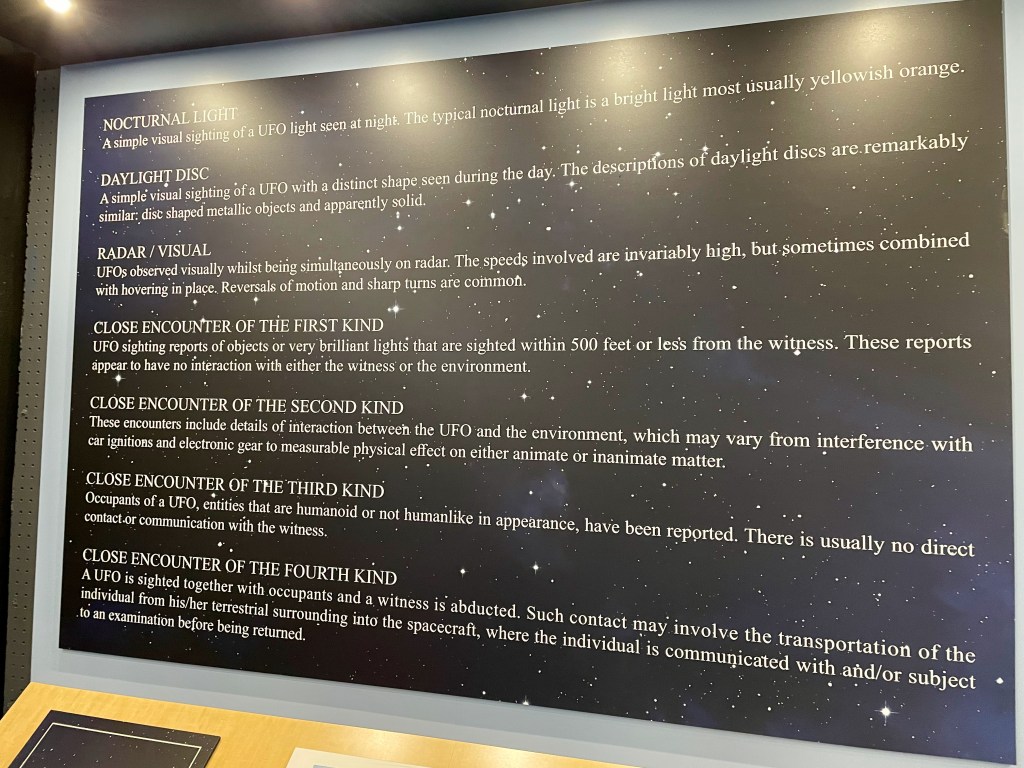 NOCTURNAL LIGHT
A simple visual sighting of a UFO light seen at night. The typical nocturnal light is a bright light most usually yellowish orange.
DAYLIGHT DISC
A simple visual sighting of a UFO with a distinct shape seen during the day. The descriptions of daylight discs are remarkably
similar: disc shaped metallic objects and apparently solid.
RADAR / VISUAL
UFOs observed visually whilst being simultaneously on radar. The speeds involved are invariably high, but sometimes combined
with hovering in place. Reversals of motion and sharp turns are common.
CLOSE ENCOUNTER OF THE FIRST KIND
UFO sighting reports of objects or very brilliant lights that are sighted within 500 feet or less from the witness. These reports
appear to have no interaction with either the witness or the environment.
CLOSE ENCOUNTER OF THE SECOND KIND
These encounters include details of interaction between the UFO and the environment, which may vary from interference with
car ignitions and electronic gear to measurable physical effect on either animate or inanimate matter.
CLOSE ENCOUNTER OF THE THIRD KIND
Occupants of a UFO, entities that are humanoid or not humanlike in appearance, have been reported. There is usually no direct
contact or communication with the witness.
CLOSE ENCOUNTER OF THE FOURTH KIND
A UFO is sighted together with occupants and a witness is abducted. Such contact may involve the transportation of the
individual from his/her terrestrial surrounding into the spacecraft, where the individual is communicated with and/or subject
to an examination before being returned.